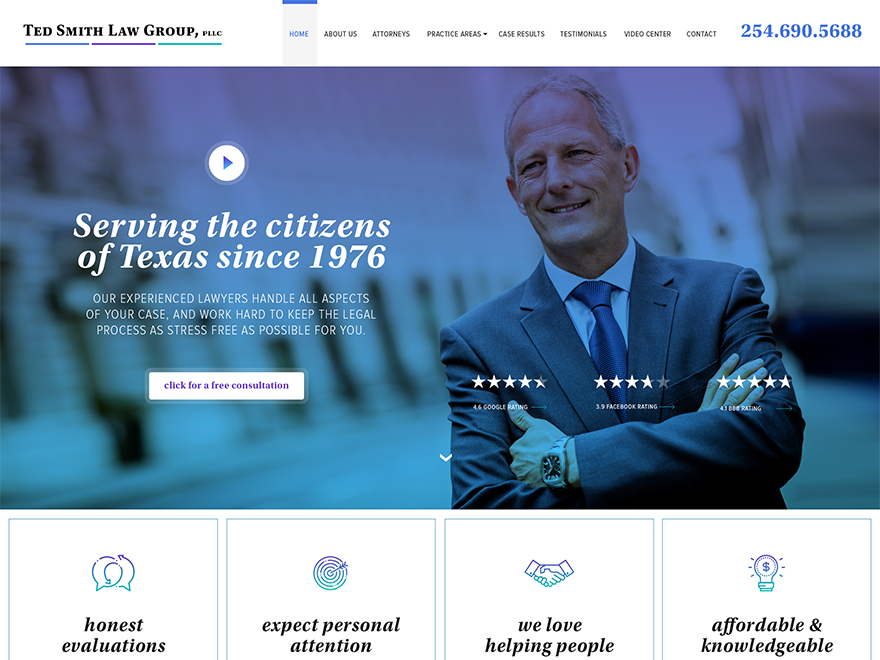 TED SMITH LAW GROUP, PLLC
HOME
ABOUT US
ATTORNEYS
PRACTICE AREAS
CASE RESULTS
TESTIMONIALS
VIDEO CENTER
CONTACT
254.690.5688
Serving the citizens
of Texas since 1976
OUR EXPERIENCED LAWYERS HANDLE ALL ASPECTS
OF YOUR CASE, AND WORK HARD TO KEEP THE LEGAL
PROCESS AS STRESS FREE AS POSSIBLE FOR YOU.
click for a free consultation
4.6 GOOGLE RATING
3.9 FACEBOOK RATING
4.1 BBB RATING
honest
evaluations
expect personal
attention
we love
helping people
$
affordable &
knowledgeable